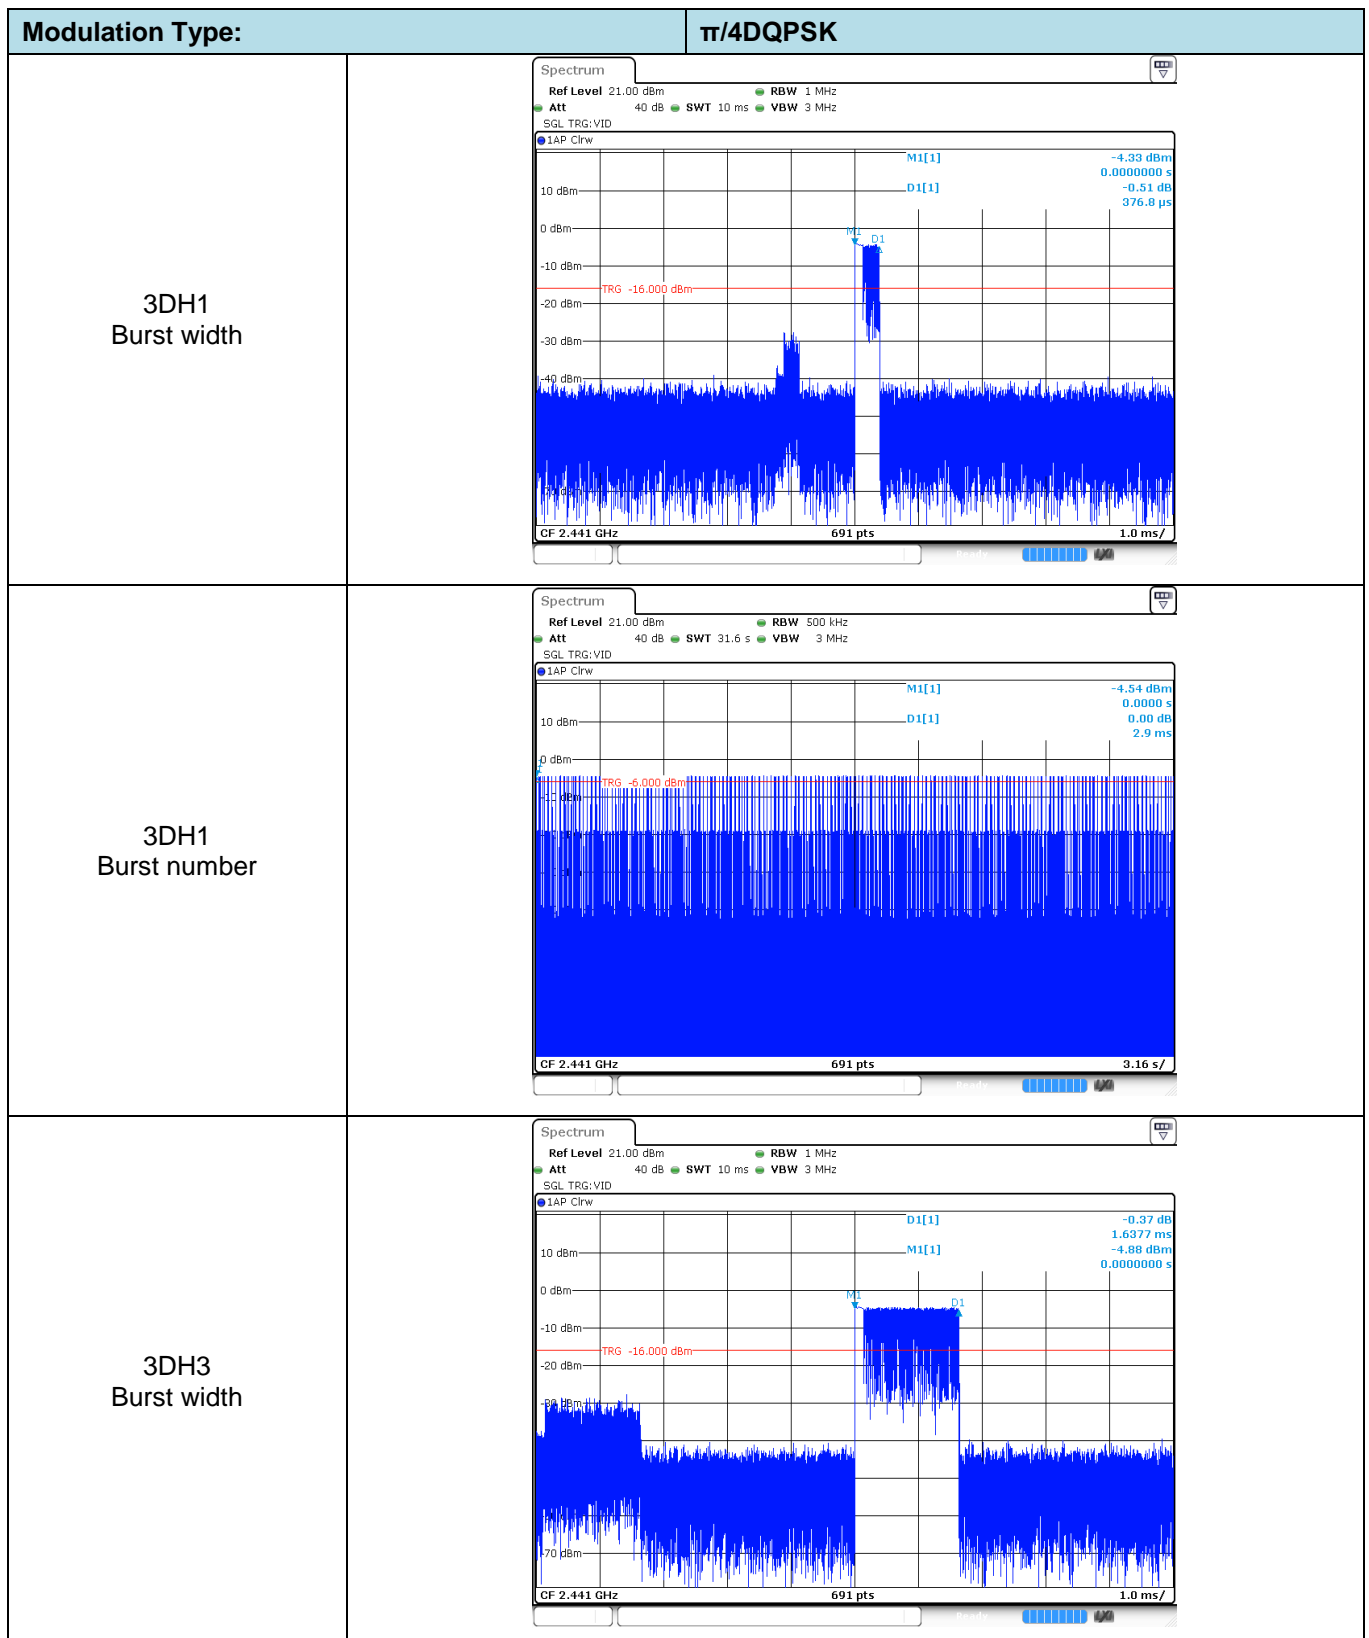 Modulation Type: π/4DQPSK
3DH1
Burst width
Spectrum
Ref Level 21.00 dBm RBW 1 MHz
Att 40 dB SWT 10 ms VBW 3 MHz
SGL TRG:VID
1AP Clrw
M1[1] -4.33 dBm
0.0000000 s
D1[1] -0.51 dB
376.8 µs
10 dBm
0 dBm
M1 D1
-10 dBm
TRG -16.000 dBm
-20 dBm
-30 dBm
-40 dBm
CF 2.441 GHz 691 pts 1.0 ms/
Ready
3DH1
Burst number
Spectrum
Ref Level 21.00 dBm RBW 500 kHz
Att 40 dB SWT 31.6 s VBW 3 MHz
SGL TRG:VID
1AP Clrw
M1[1] -4.54 dBm
0.0000 s
D1[1] 0.00 dB
2.9 ms
10 dBm
0 dBm
TRG -6.000 dBm
CF 2.441 GHz 691 pts 3.16 s/
Ready
3DH3
Burst width
Spectrum
Ref Level 21.00 dBm RBW 1 MHz
Att 40 dB SWT 10 ms VBW 3 MHz
SGL TRG:VID
1AP Clrw
D1[1] -0.37 dB
1.6377 ms
M1[1] -4.88 dBm
0.0000000 s
10 dBm
0 dBm
M1 D1
-10 dBm
TRG -16.000 dBm
-20 dBm
-30 dBm
-70 dBm
CF 2.441 GHz 691 pts 1.0 ms/
Ready